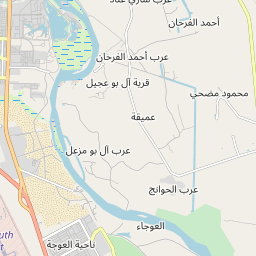 أحمد الفرحان
عرب أحمد الفرحان
قرية آل بو عجيل
محمود مضحي
عميقة
عرب آل بو مزعل
عرب الحوائج
العوجاء
ناحية العوجة